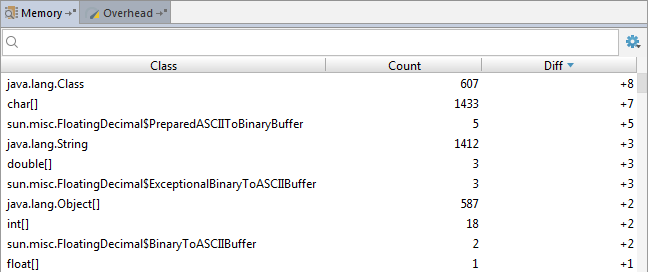 Memory Overhead
Class Count Diff
java.lang.Class 607 +8
char[] 1433 +7
sun.misc.FloatingDecimal$PreparedASCIIToBinaryBuffer 5 +5
java.lang.String 1412 +3
double[] 3 +3
sun.misc.FloatingDecimal$ExceptionalBinaryToASCIIBuffer 3 +3
java.lang.Object[] 587 +2
int[] 18 +2
sun.misc.FloatingDecimal$BinaryToASCIIBuffer 2 +2
float[] 1 +1